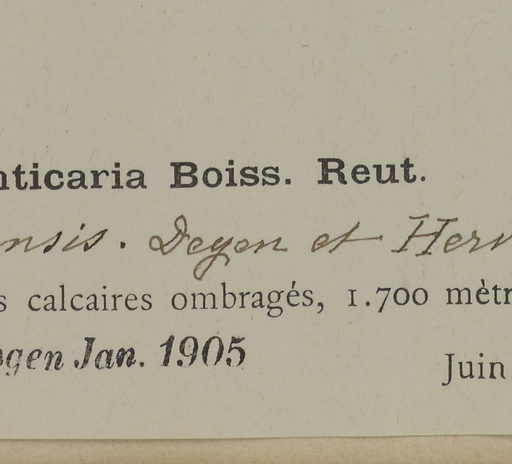 nticaria Boiss. Reut.
nsis. Degen et Herv
s calcaires ombragés, 1.700 mètr
gen Jan. 1905
Juin